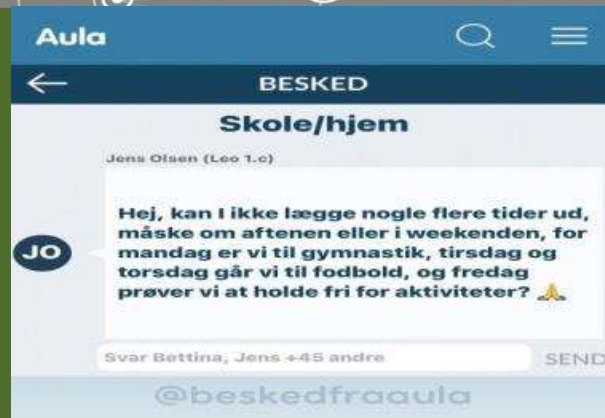 Aula
BESKED
Skole/hjem
Jens Olsen (Leo 1.c)
Hej, kan I ikke lægge nogle flere tider ud,
måske om aftenen eller i weekenden, for
mandag er vi til gymnastik, tirsdag og
torsdag går vi til fodbold, og fredag
prøver vi at holde fri for aktiviteter? 🙏
JO
Svar Bettina, Jens +45 andre
SEND
@beskedfraaula